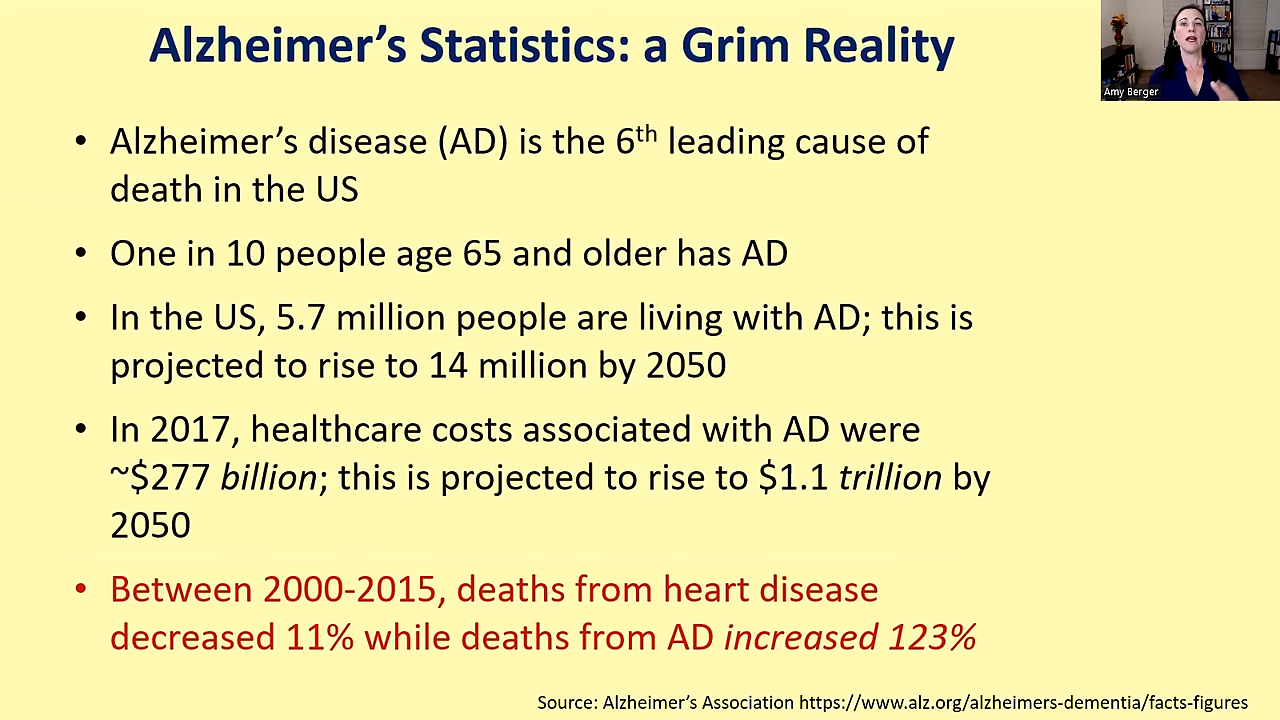 Alzheimer’s Statistics: a Grim Reality
Amy Berger
• Alzheimer’s disease (AD) is the 6th leading cause of
death in the US
• One in 10 people age 65 and older has AD
• In the US, 5.7 million people are living with AD; this is
projected to rise to 14 million by 2050
• In 2017, healthcare costs associated with AD were
~$277 billion; this is projected to rise to $1.1 trillion by
2050
• Between 2000-2015, deaths from heart disease
decreased 11% while deaths from AD increased 123%
Source: Alzheimer’s Association https://www.alz.org/alzheimers-dementia/facts-figures